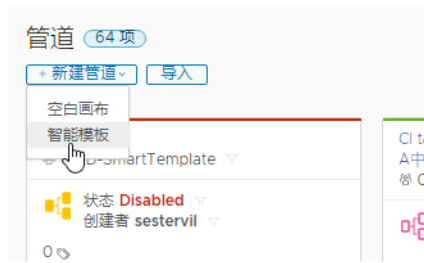 管道 64 项
+ 新建管道
导入
空白画布
智能模板
D-SmartTemplate
状态 Disabled
创建者 sestervil
0
CI ta
A中
C